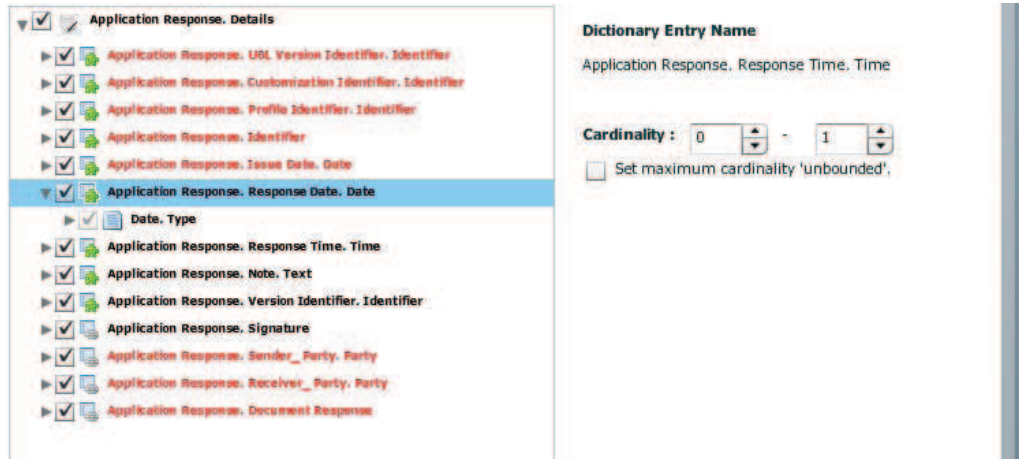 Application Response. Details
Application Response. UBL Version Identifier. Identifier
Application Response. Customization Identifier. Identifier
Application Response. Profile Identifier. Identifier
Application Response. Identifier
Application Response. Issue Date. Date
Application Response. Response Date. Date
Date. Type
Application Response. Response Time. Time
Application Response. Note. Text
Application Response. Version Identifier. Identifier
Application Response. Signature
Application Response. Sender_ Party. Party
Application Response. Receiver_ Party. Party
Application Response. Document Response
Dictionary Entry Name
Application Response. Response Time. Time
Cardinality : 0 - 1
Set maximum cardinality 'unbounded'.